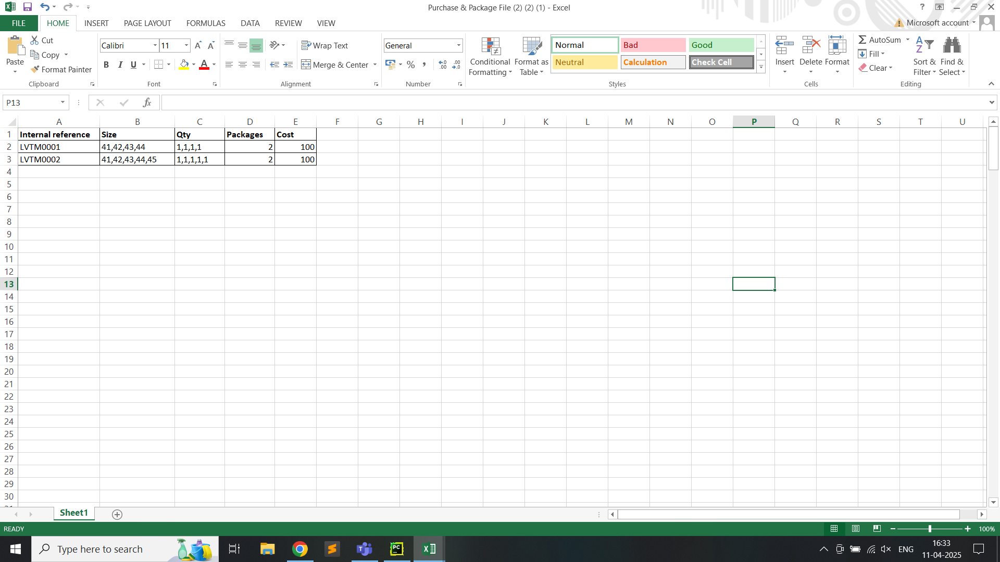 Purchase & Package File (2) (2) (1) - Excel
?
FILE HOME INSERT PAGE LAYOUT FORMULAS DATA REVIEW VIEW
Microsoft account
Paste
Cut
Copy
Format Painter
Clipboard
Calibri 11
B I U
Font
Wrap Text
Merge & Center
Alignment
General
%
Number
Conditional Formatting
Format as Table
Normal Bad Good
Neutral Calculation Check Cell
Styles
Insert Delete Format
Cells
AutoSum
Fill
Clear
Sort & Filter
Find & Select
Editing
P13
fx
A B C D E F G H I J K L M N O P Q R S T U
1 Internal reference Size Qty Packages Cost
2 LVTM0001 41,42,43,44 1,1,1,1 2 100
3 LVTM0002 41,42,43,44,45 1,1,1,1,1 2 100
4
5
6
7
8
9
10
11
12
13
14
15
16
17
18
19
20
21
22
23
24
25
26
27
28
29
30
Sheet1
READY
100%
Type here to search
ENG
16:33
11-04-2025